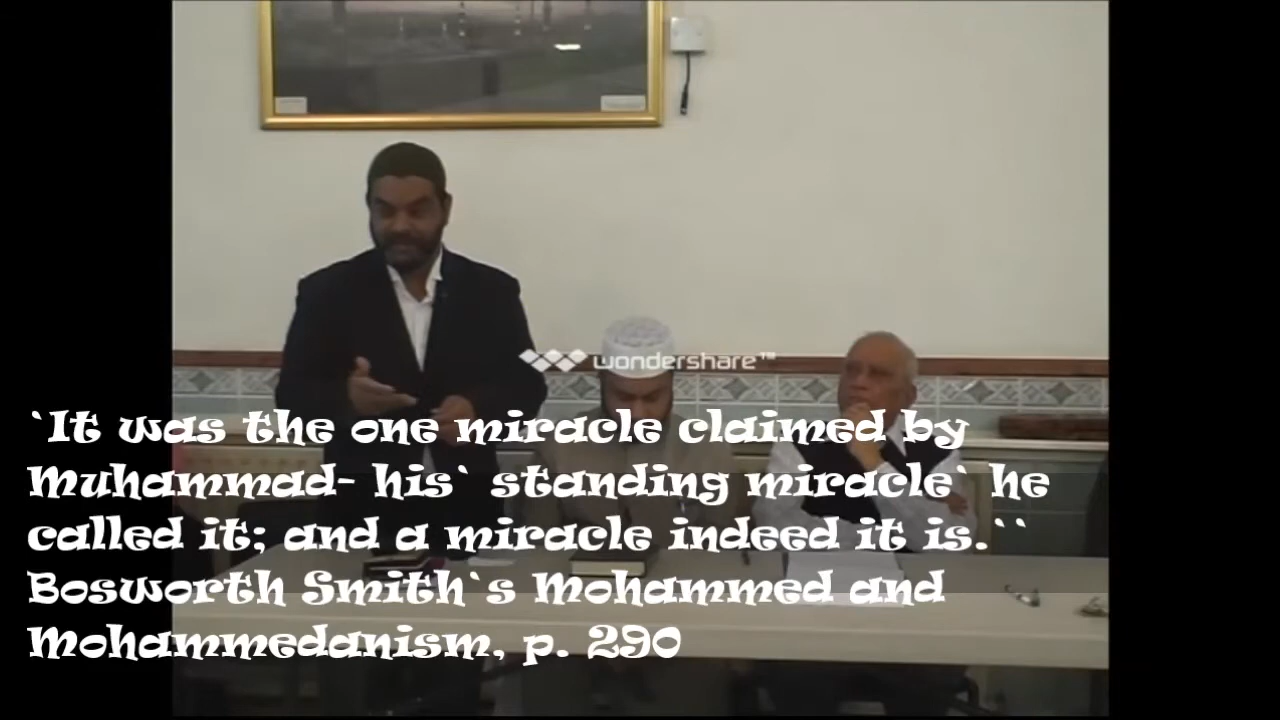 wondershare™
`It was the one miracle claimed by
Muhammad- his` standing miracle` he
called it; and a miracle indeed it is.``
Bosworth Smith`s Mohammed and
Mohammedanism, p. 290